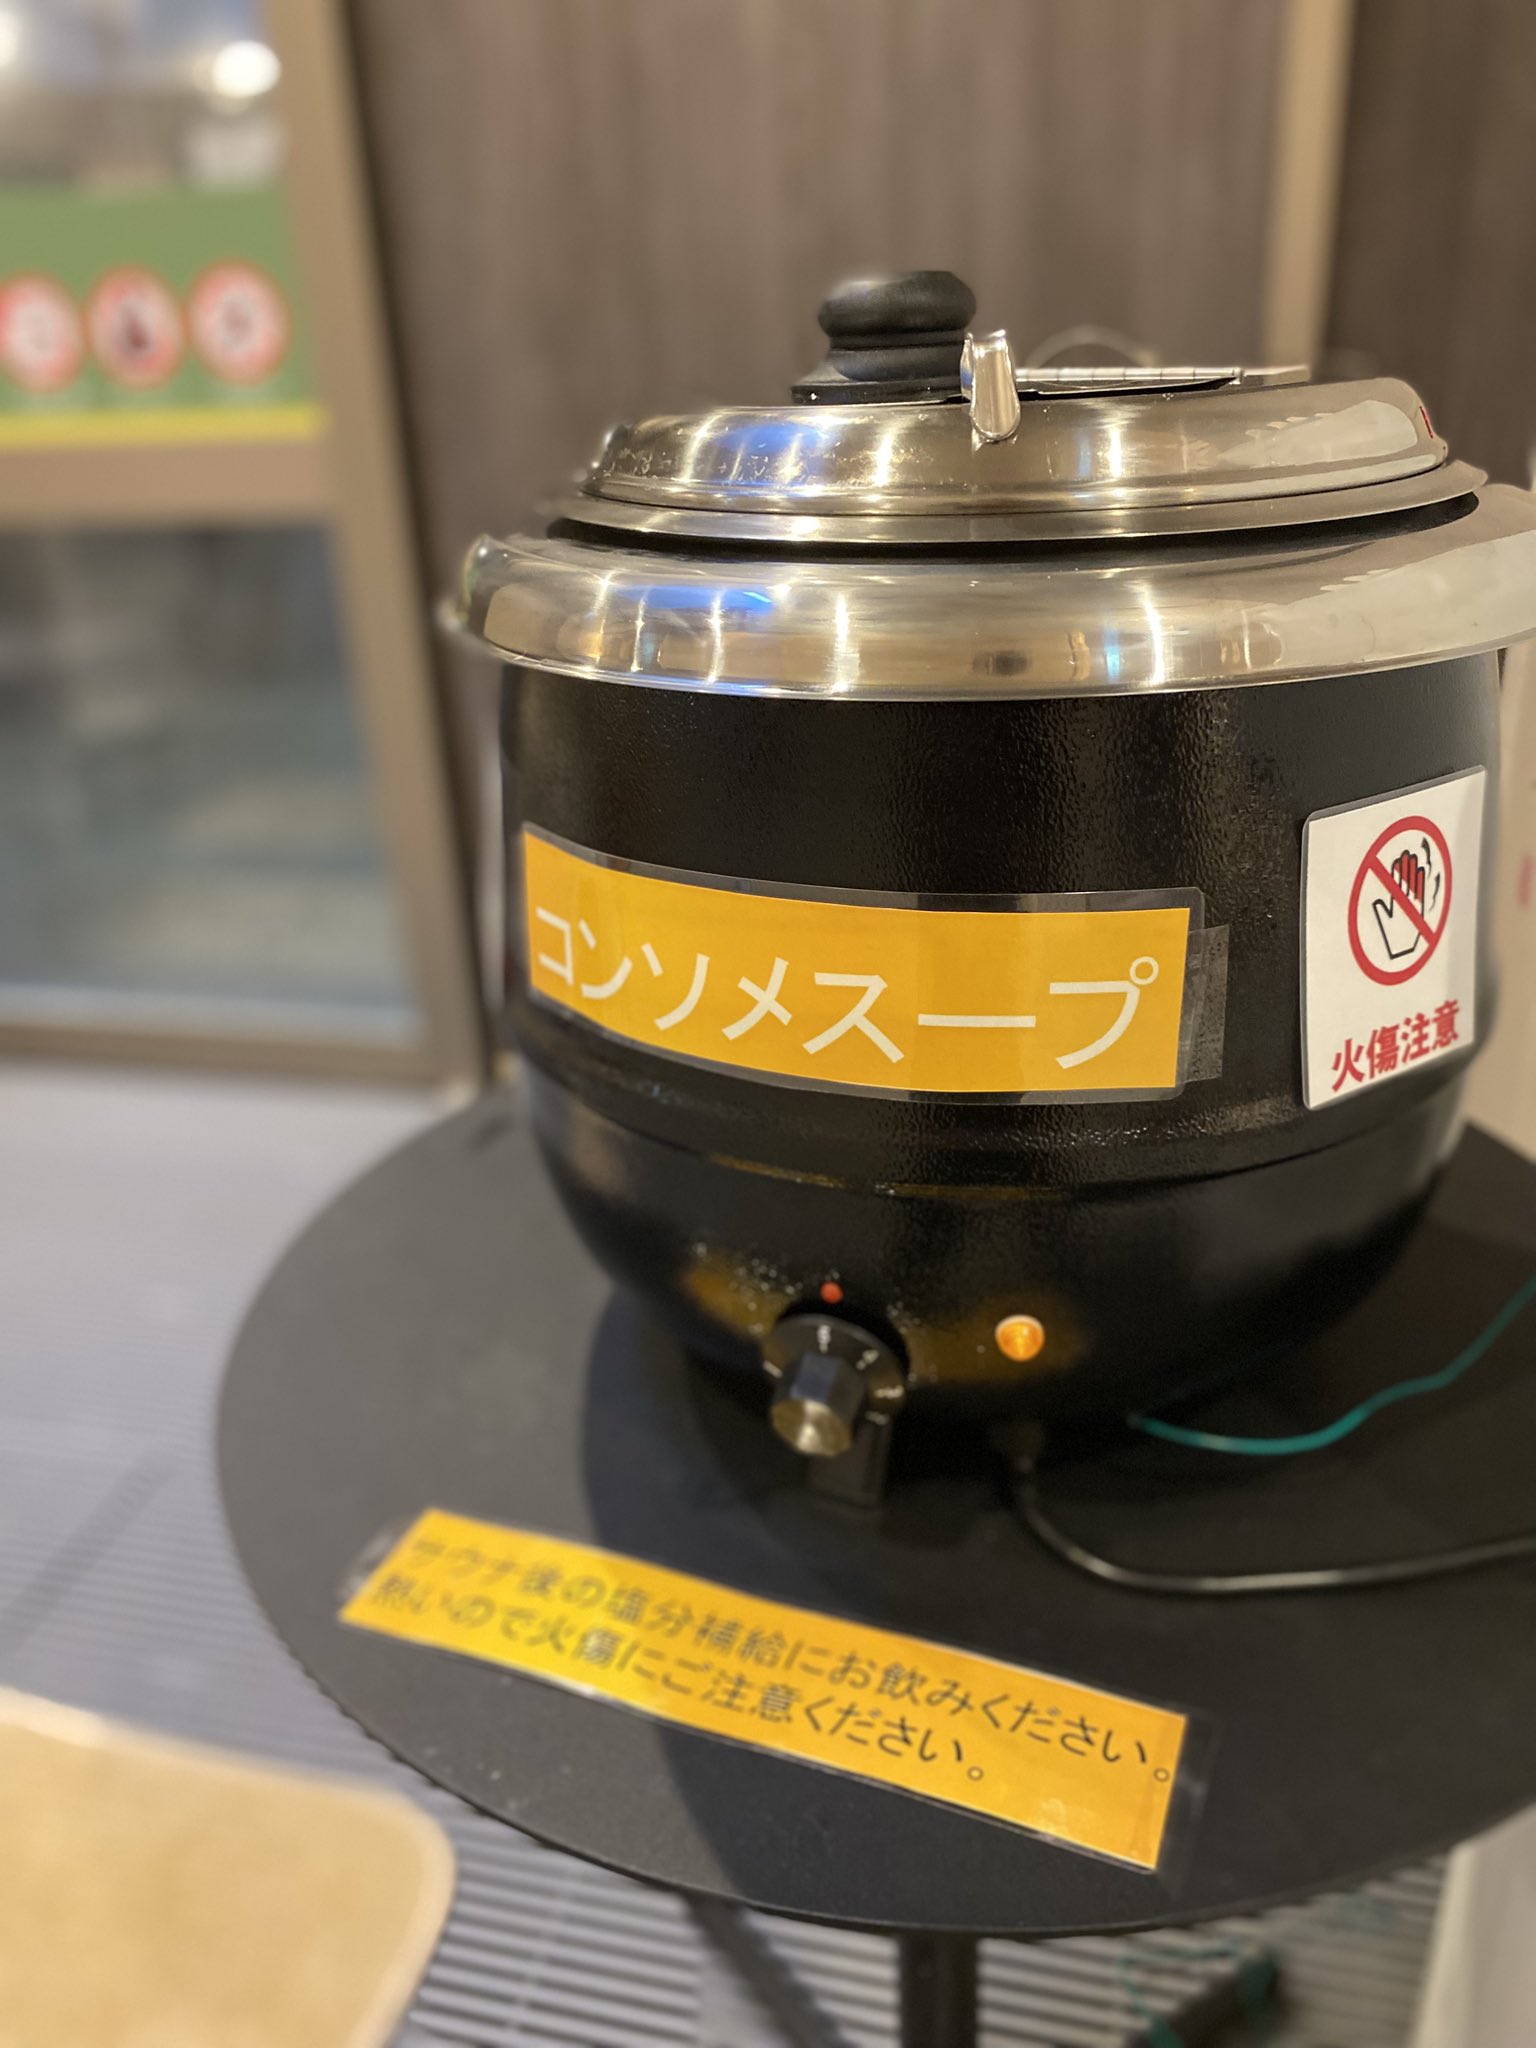 コンソメスープ
火傷注意
サウナ後の塩分補給にお飲みください。
熱いので火傷にご注意ください。